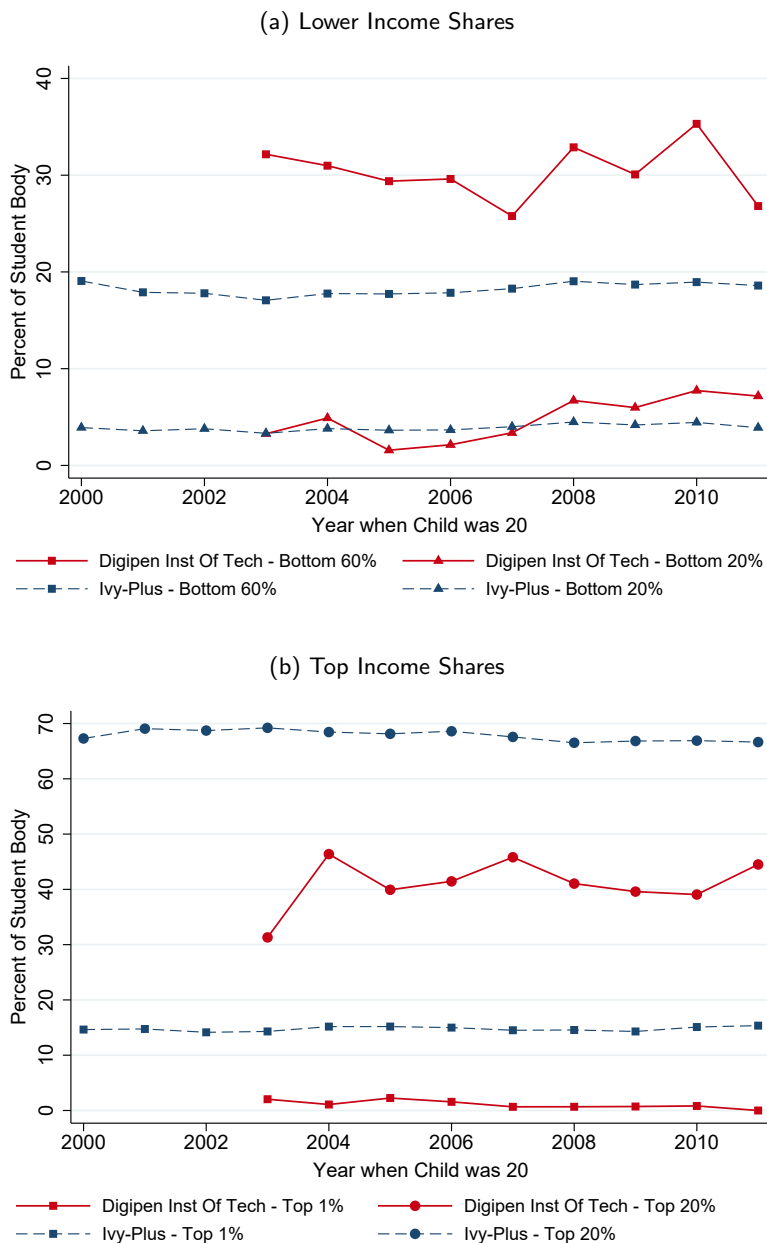 (a) Lower Income Shares
Percent of Student Body
40
30
20
10
0
2000 2002 2004 2006 2008 2010
Year when Child was 20
Digipen Inst Of Tech - Bottom 60% Digipen Inst Of Tech - Bottom 20%
Ivy-Plus - Bottom 60% Ivy-Plus - Bottom 20%
(b) Top Income Shares
Percent of Student Body
70
60
50
40
30
20
10
0
2000 2002 2004 2006 2008 2010
Year when Child was 20
Digipen Inst Of Tech - Top 1% Digipen Inst Of Tech - Top 20%
Ivy-Plus - Top 1% Ivy-Plus - Top 20%